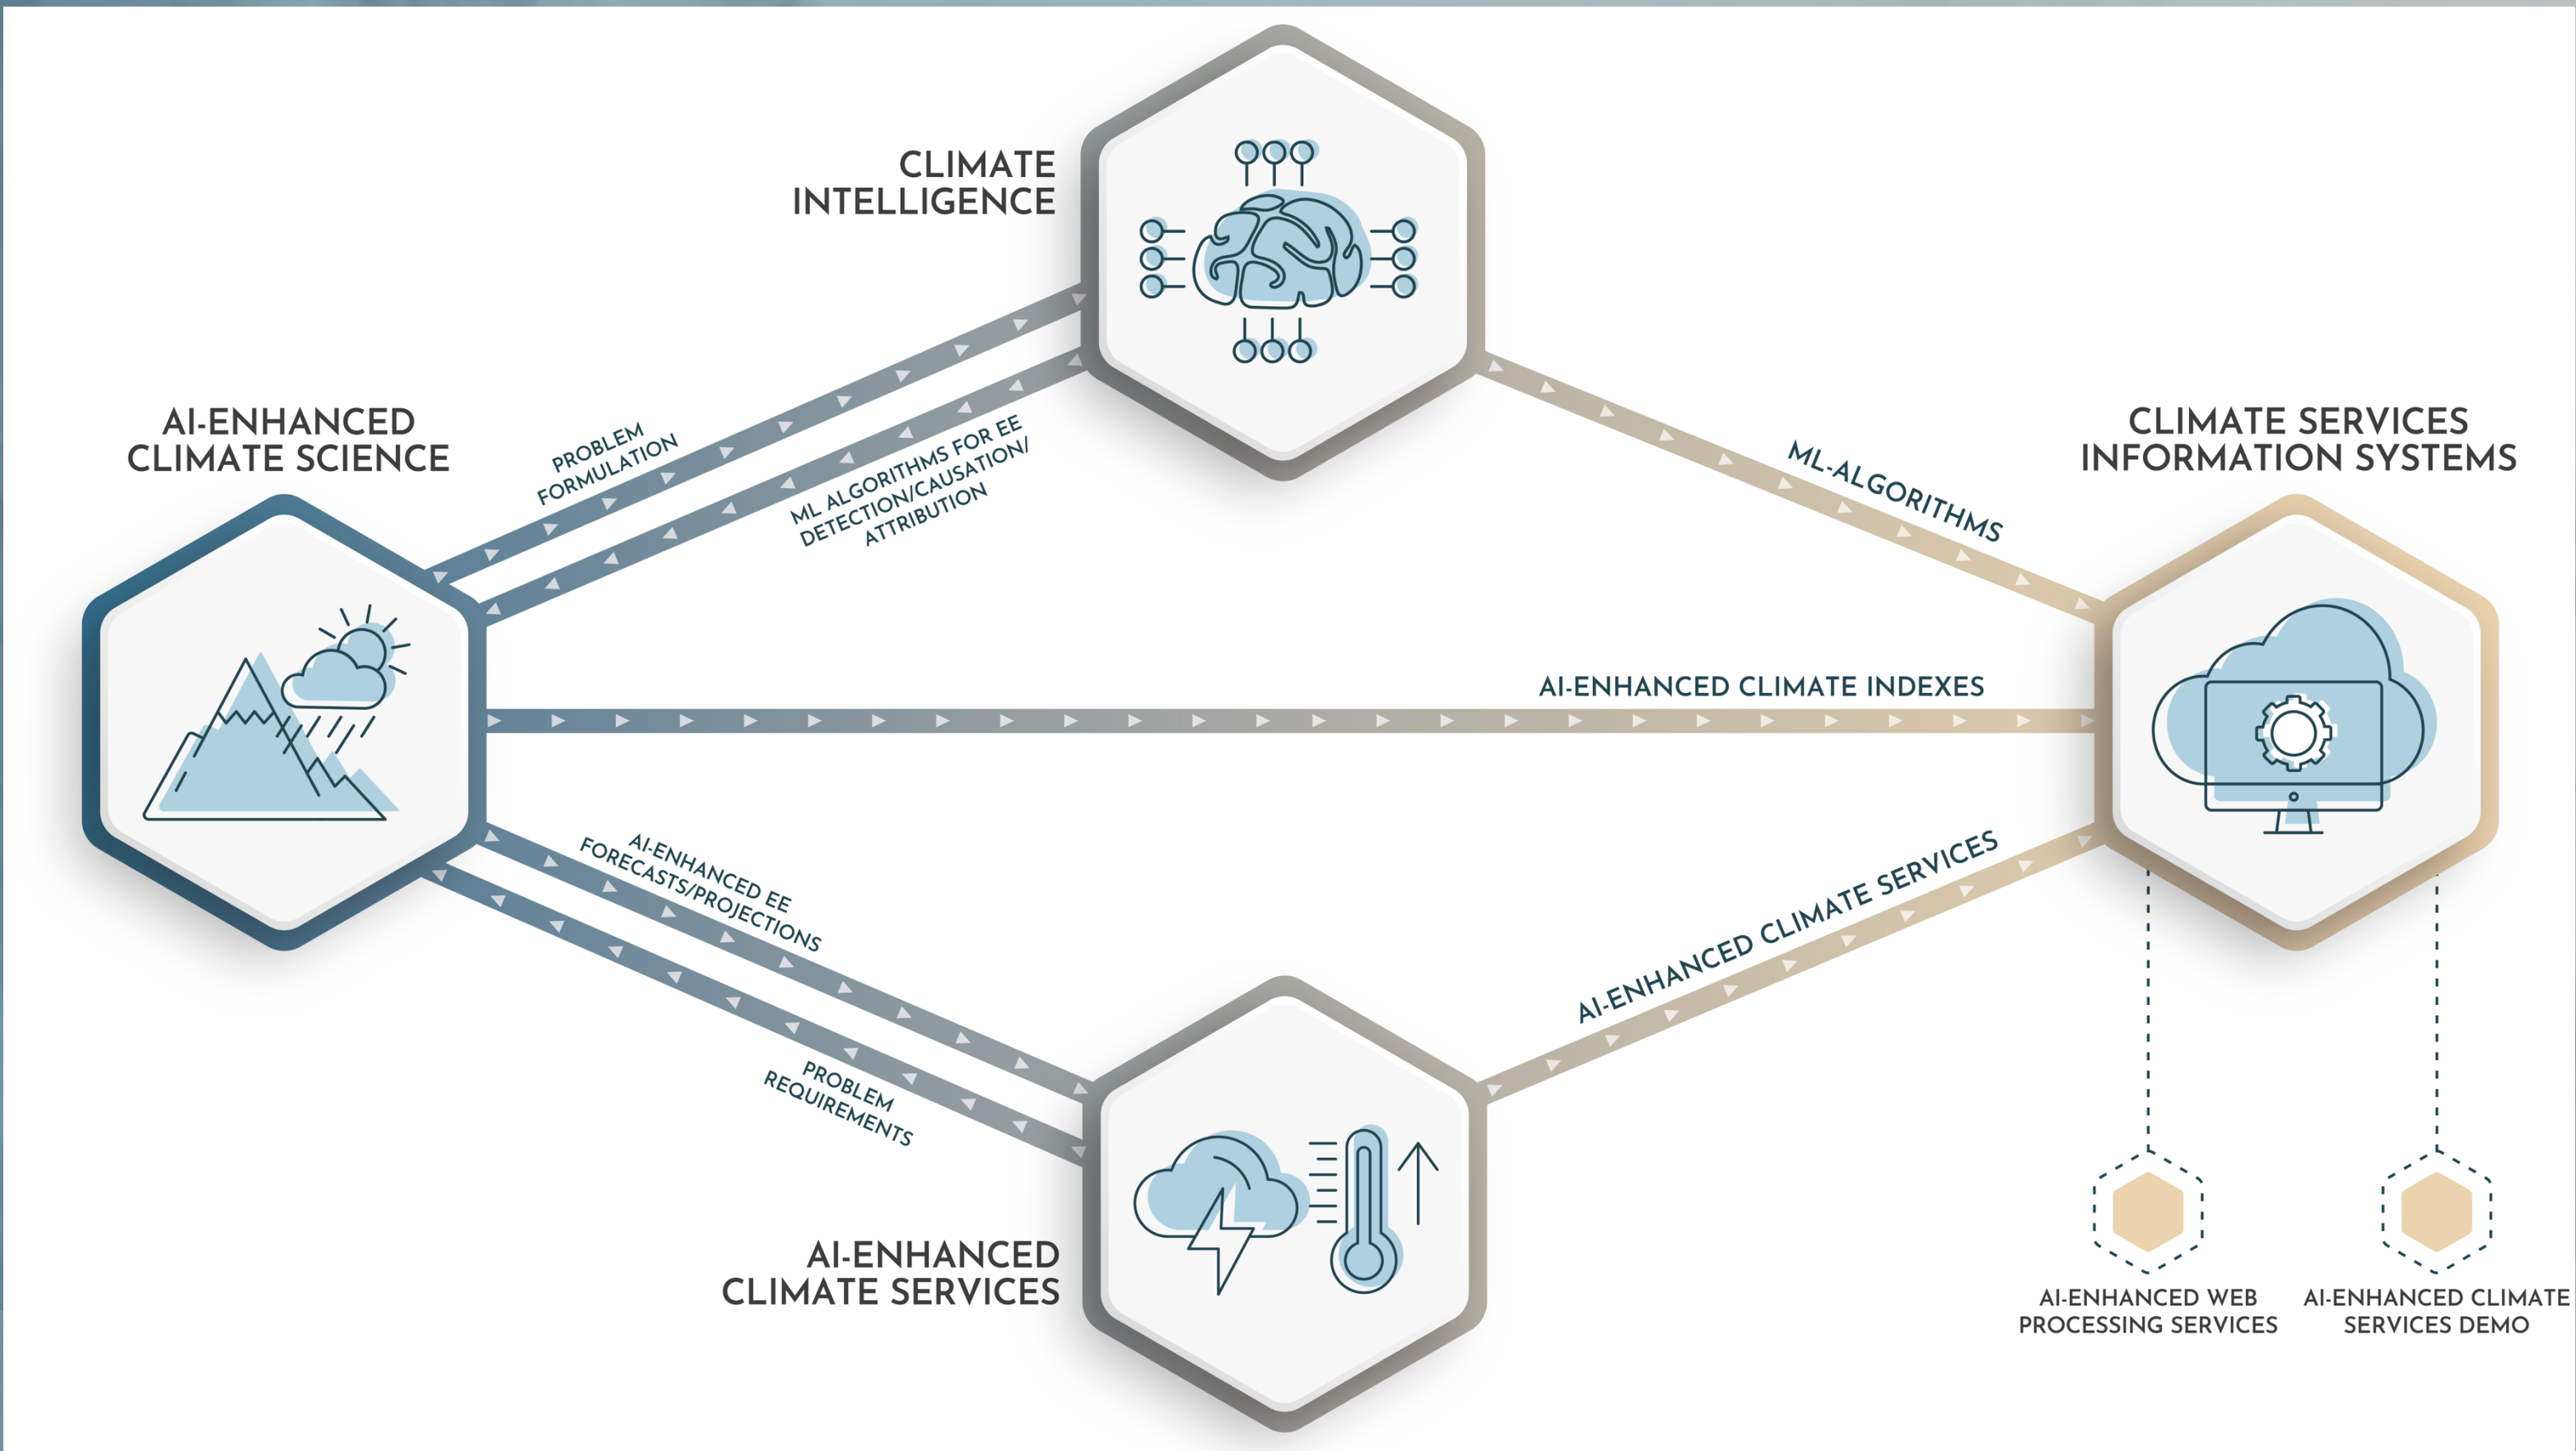 CLIMATE
INTELLIGENCE
AI-ENHANCED
CLIMATE SCIENCE
CLIMATE SERVICES
INFORMATION SYSTEMS
PROBLEM
FORMULATION
ML ALGORITHMS FOR EE
DETECTION/CAUSATION/
ATTRIBUTION
ML-ALGORITHMS
AI-ENHANCED CLIMATE INDEXES
AI-ENHANCED EE
FORECASTS/PROJECTIONS
PROBLEM
REQUIREMENTS
AI-ENHANCED CLIMATE SERVICES
AI-ENHANCED
CLIMATE SERVICES
AI-ENHANCED WEB
PROCESSING SERVICES
AI-ENHANCED CLIMATE
SERVICES DEMO